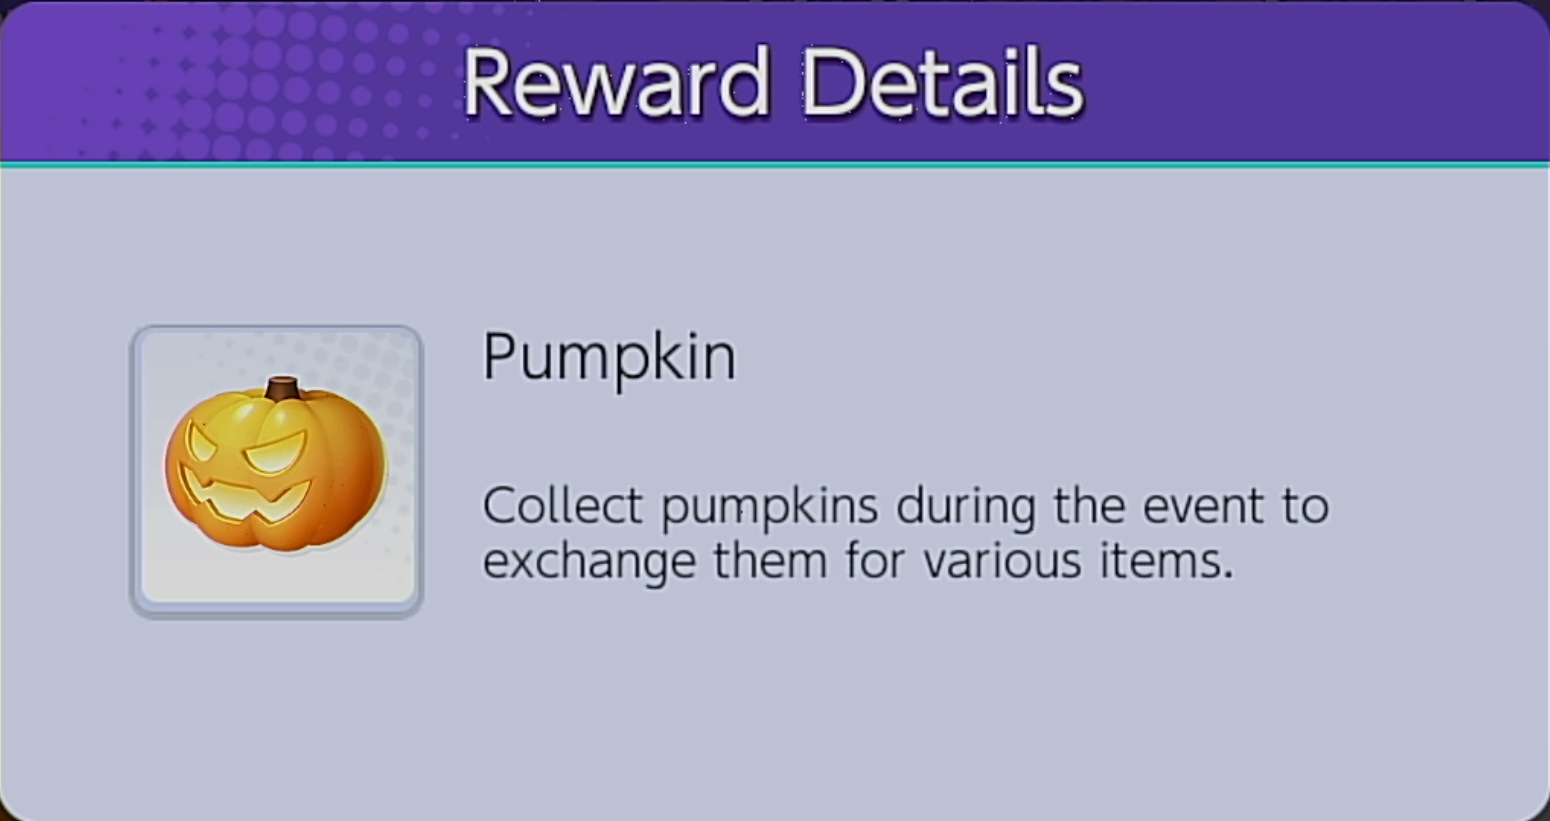 Reward Details
Pumpkin
Collect pumpkins during the event to
exchange them for various items.